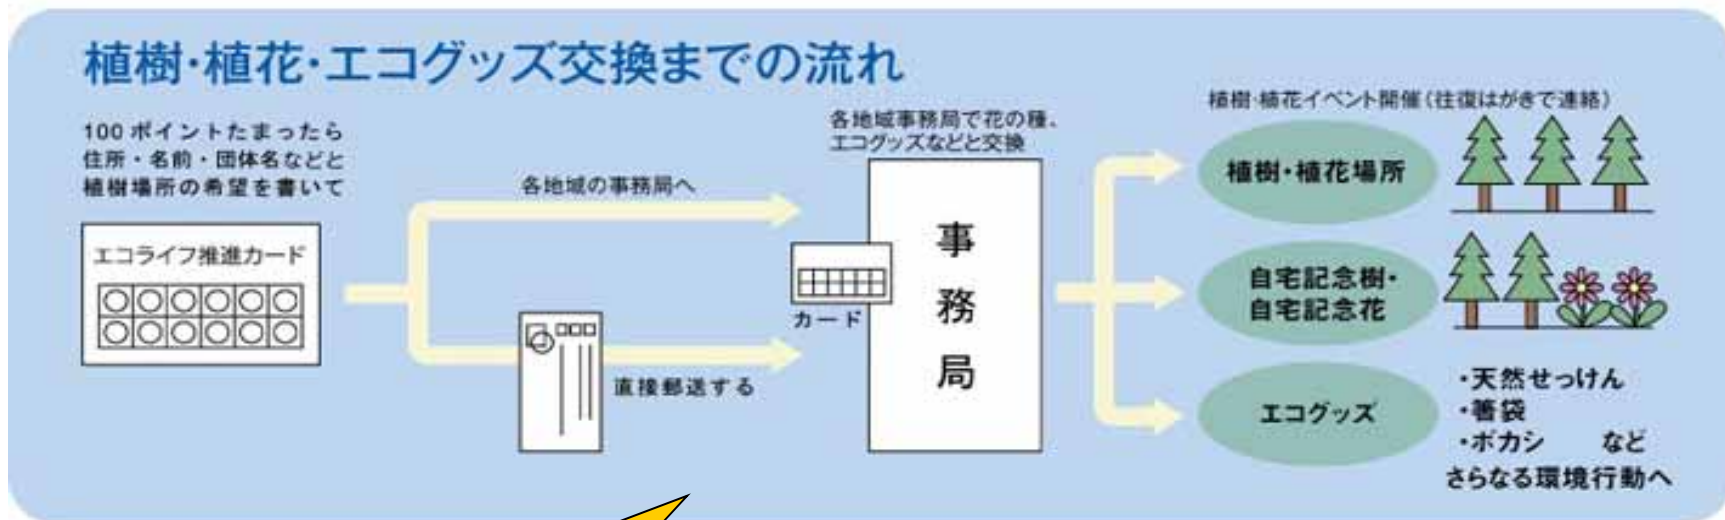 植樹・植花・エコグッズ交換までの流れ
100ポイントたまったら
住所・名前・団体名などと
植樹場所の希望を書いて
エコライフ推進カード
各地域の事務局へ
直接郵送する
各地域事務局で花の種、
エコグッズなどと交換
カード
事務局
植樹・植花イベント開催(往復はがきで連絡)
植樹・植花場所
自宅記念樹・
自宅記念花
エコグッズ
・天然せっけん
・箸袋
・ボカシ など
さらなる環境行動へ